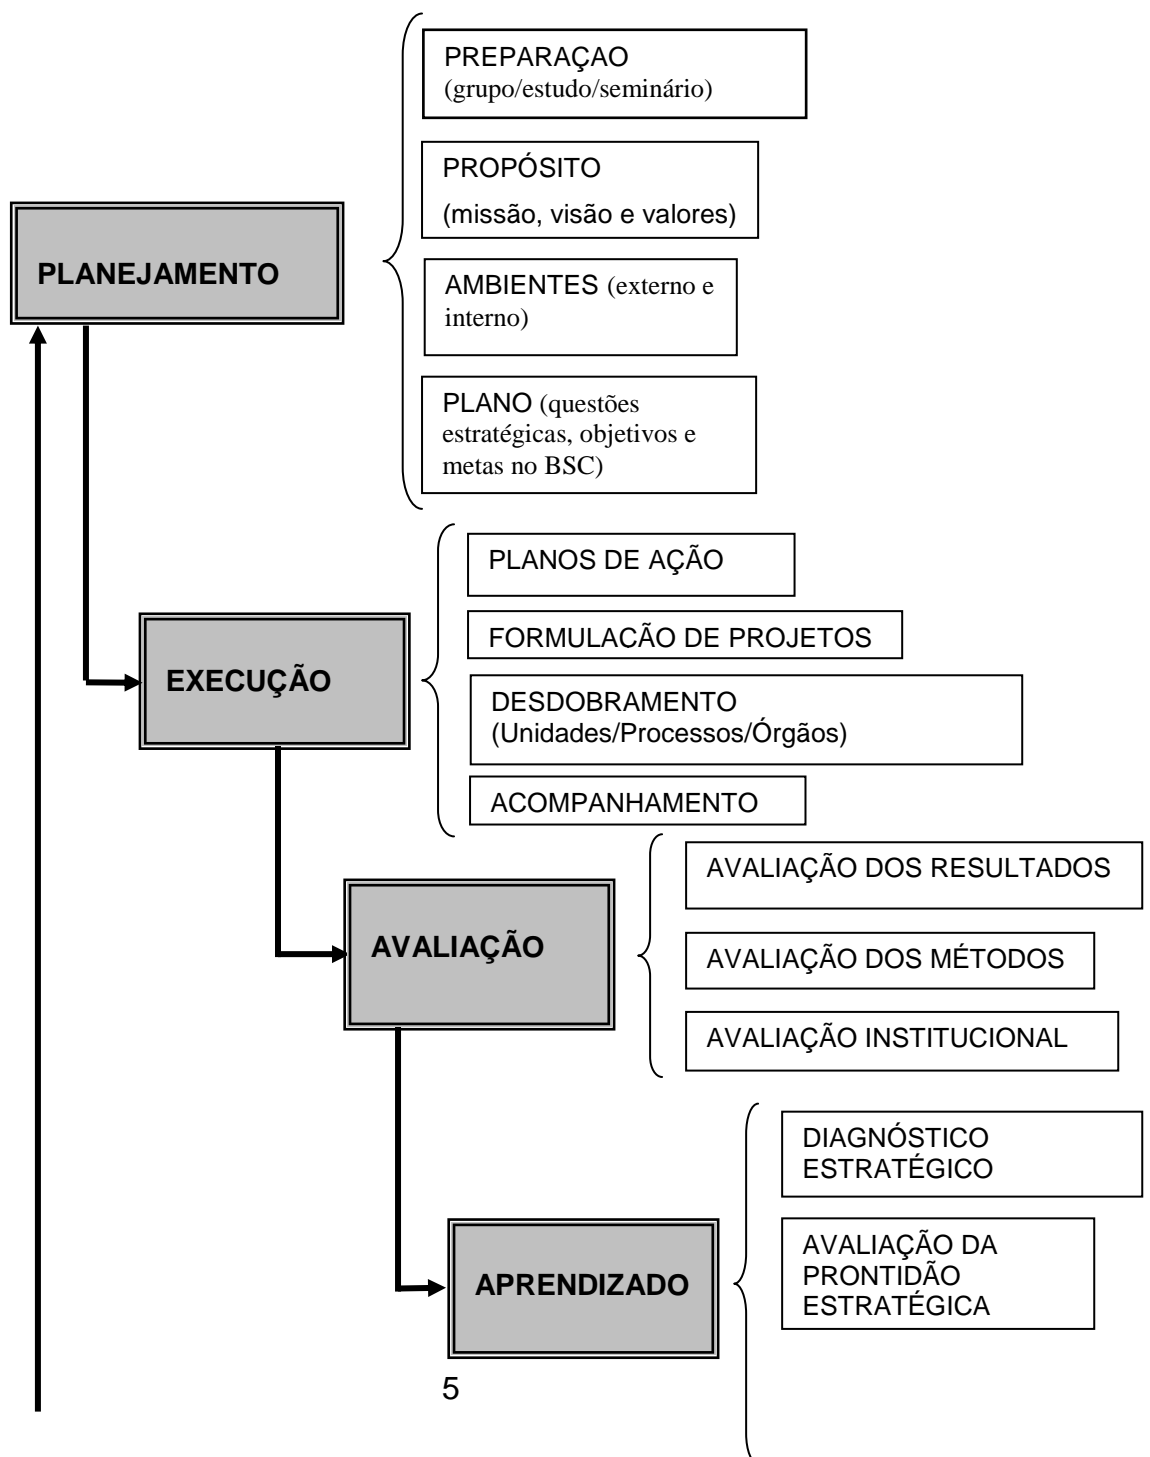 PREPARAÇAO
(grupo/estudo/seminário)
PROPÓSITO
(missão, visão e valores)
PLANEJAMENTO
AMBIENTES (externo e
interno)
PLANO (questões
estratégicas, objetivos e
metas no BSC)
PLANOS DE AÇÃO
FORMULACÃO DE PROJETOS
EXECUÇÃO
DESDOBRAMENTO
(Unidades/Processos/Órgãos)
ACOMPANHAMENTO
AVALIAÇÃO DOS RESULTADOS
AVALIAÇÃO
AVALIAÇÃO DOS MÉTODOS
AVALIAÇÃO INSTITUCIONAL
DIAGNÓSTICO
ESTRATÉGICO
AVALIAÇÃO DA
PRONTIDÃO
ESTRATÉGICA
APRENDIZADO
5